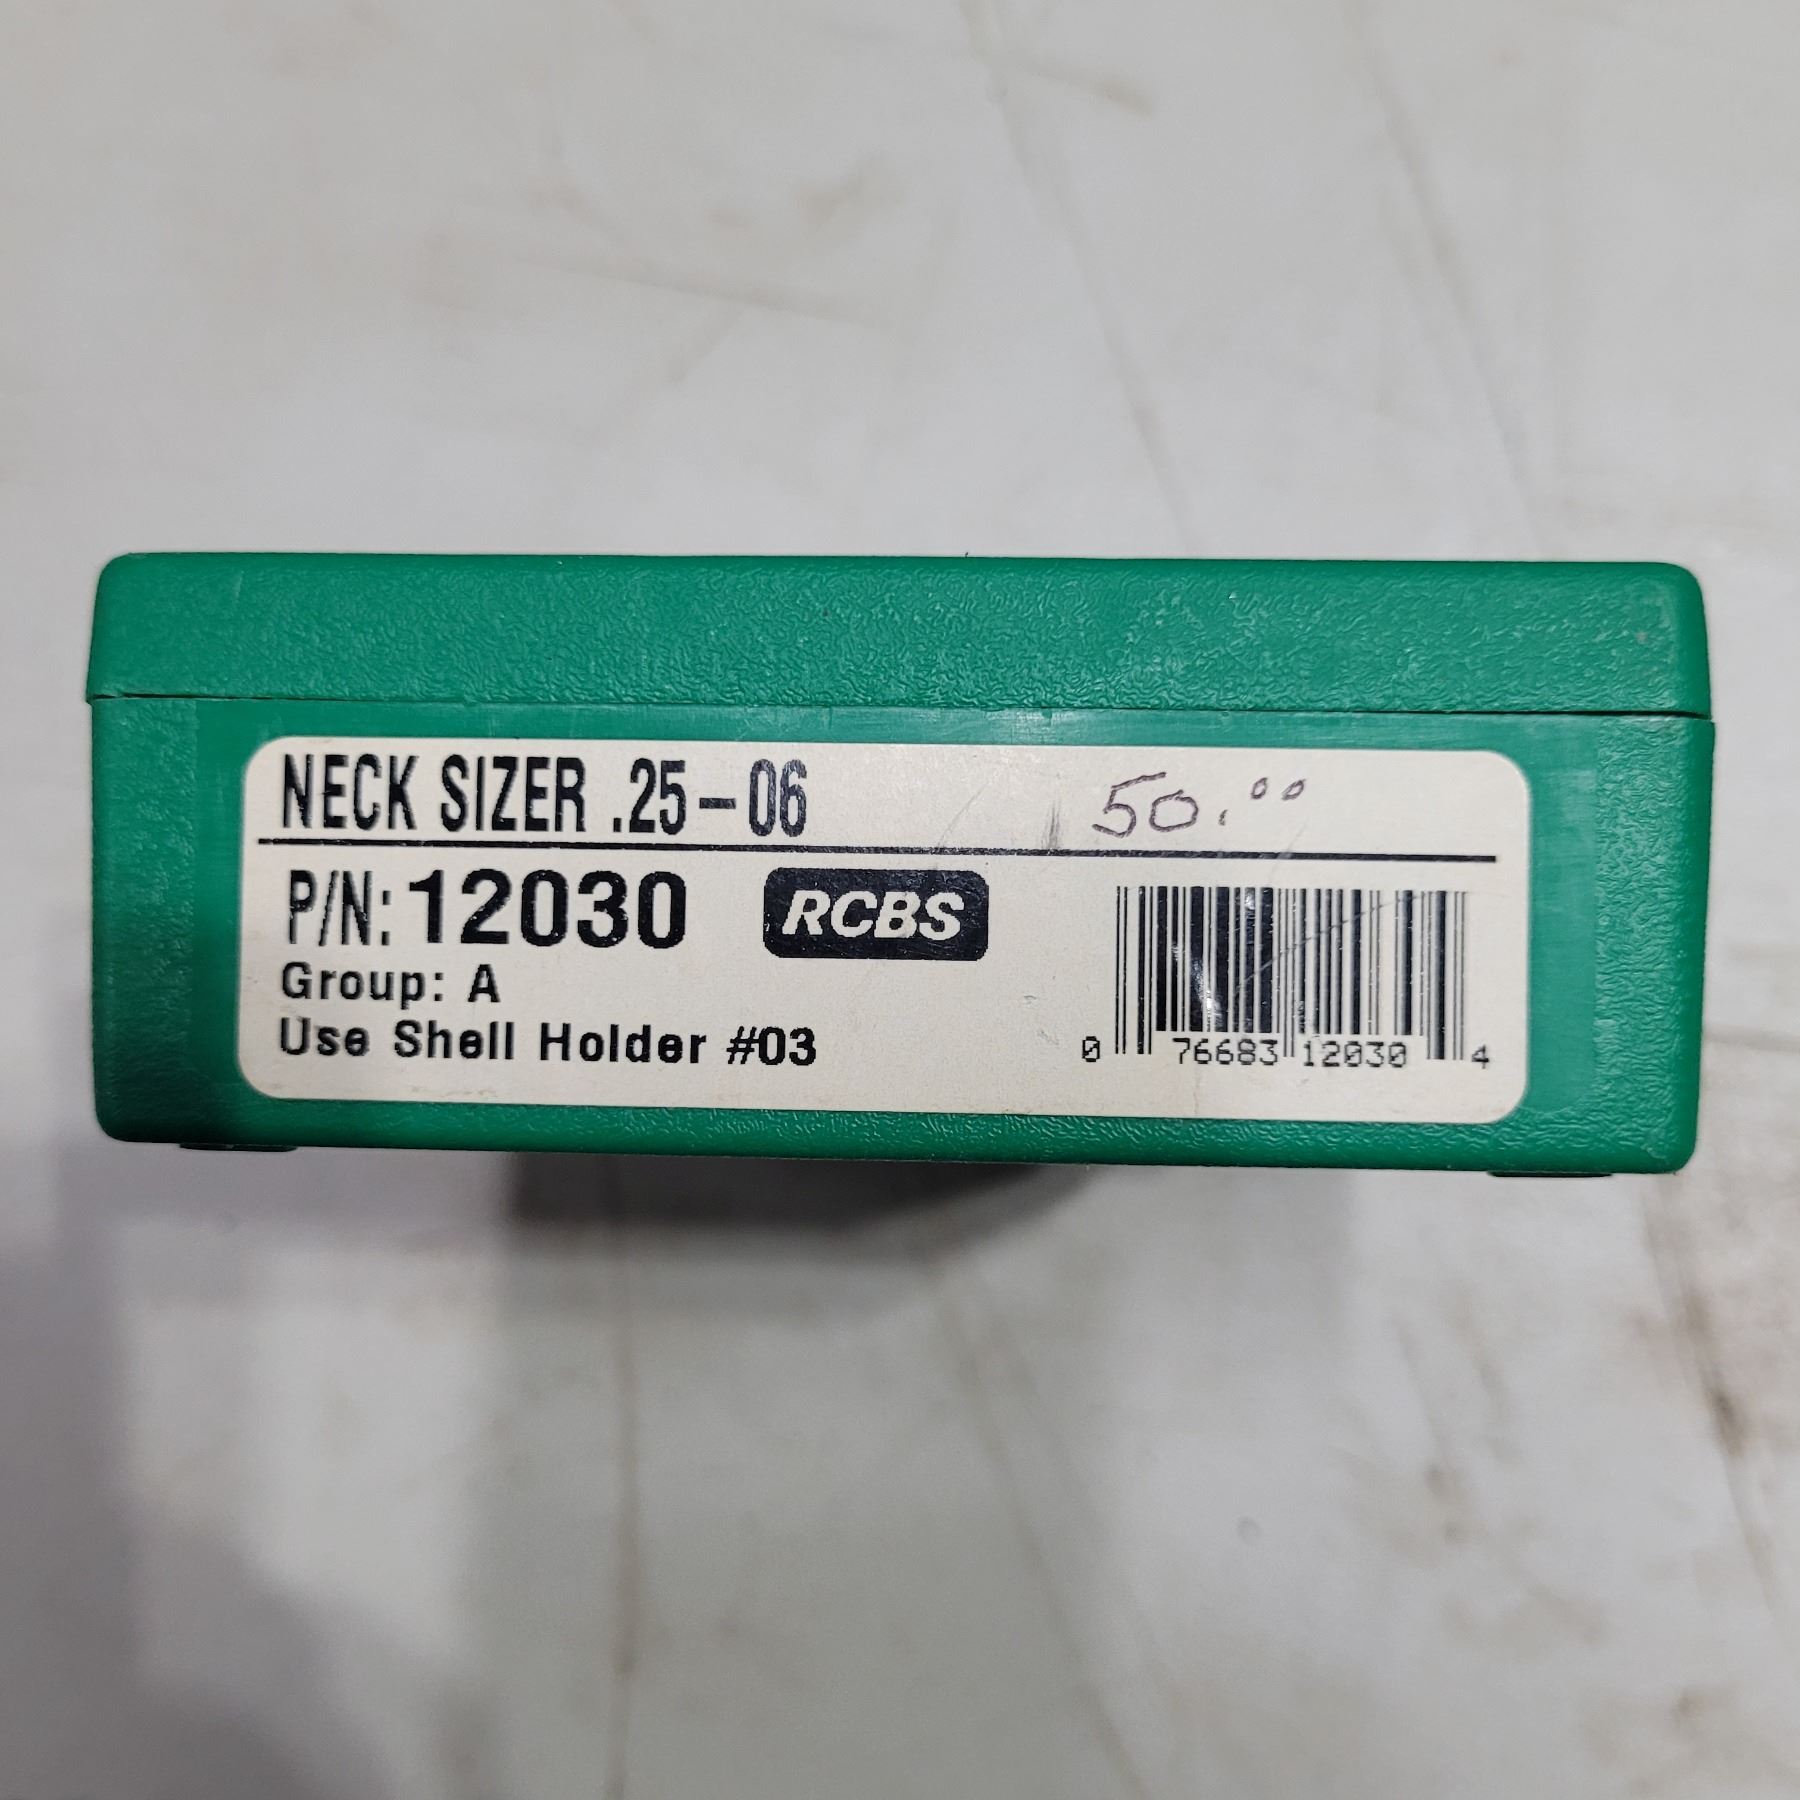 NECK SIZER .25-06 50.00
P/N: 12030 RCBS
Group: A
Use Shell Holder #03
0 76683 12030 4